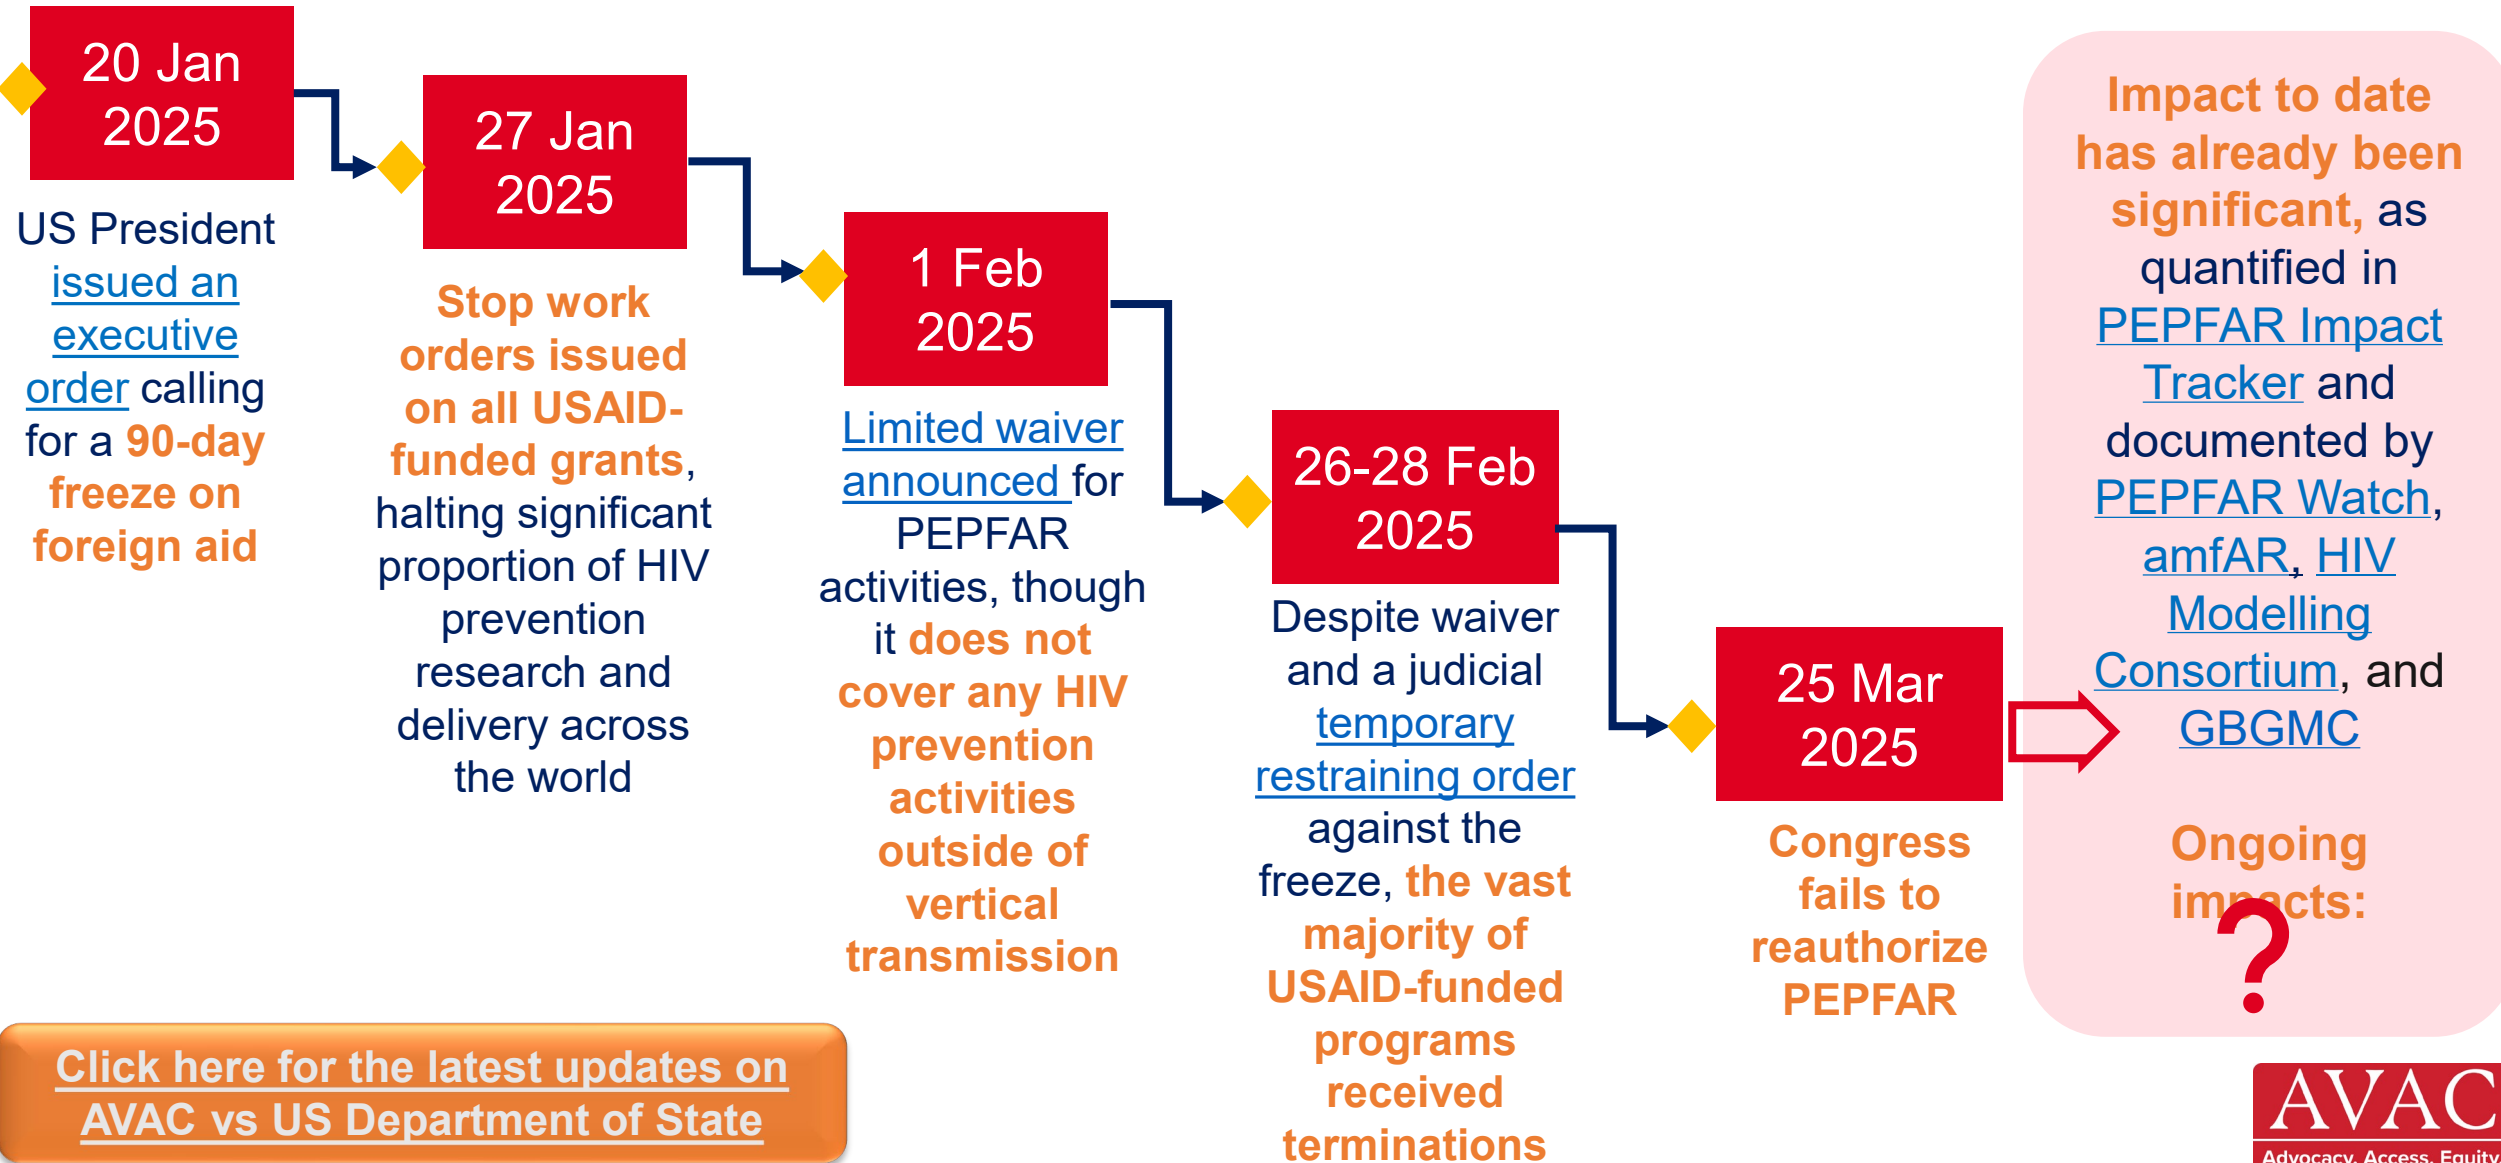 20 Jan
2025
US President
issued an
executive
order calling
for a 90-day
freeze on
foreign aid
27 Jan
2025
Stop work
orders issued
on all USAID-
funded grants,
halting significant
proportion of HIV
prevention
research and
delivery across
the world
1 Feb
2025
Limited waiver
announced for
PEPFAR
activities, though
it does not
cover any HIV
prevention
activities
outside of
vertical
transmission
26-28 Feb
2025
Despite waiver
and a judicial
temporary
restraining order
against the
freeze, the vast
majority of
USAID-funded
programs
received
terminations
25 Mar
2025
Congress
fails to
reauthorize
PEPFAR
Impact to date
has already been
significant, as
quantified in
PEPFAR Impact
Tracker and
documented by
PEPFAR Watch,
amfAR, HIV
Modelling
Consortium, and
GBGMC
Ongoing
impacts:
?
Click here for the latest updates on
AVAC vs US Department of State
AVAC
Advocacy. Access. Equity